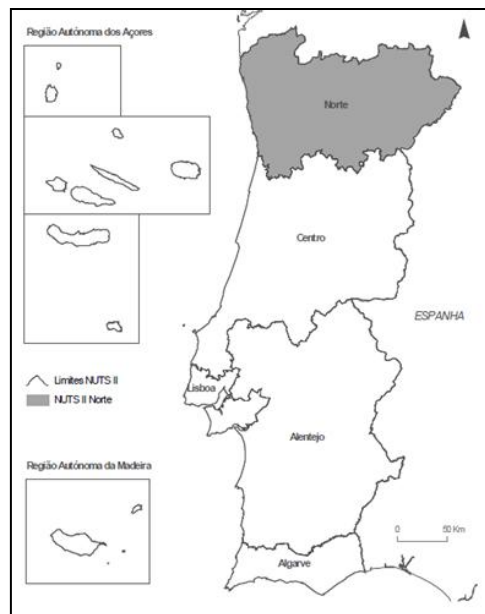 Região Autónoma dos Açores
Norte
Centro
ESPANHA
Limites NUTS II
NUTS II Norte
Lisboa
Alentejo
Região Autónoma da Madeira
0 50 Km
Algarve